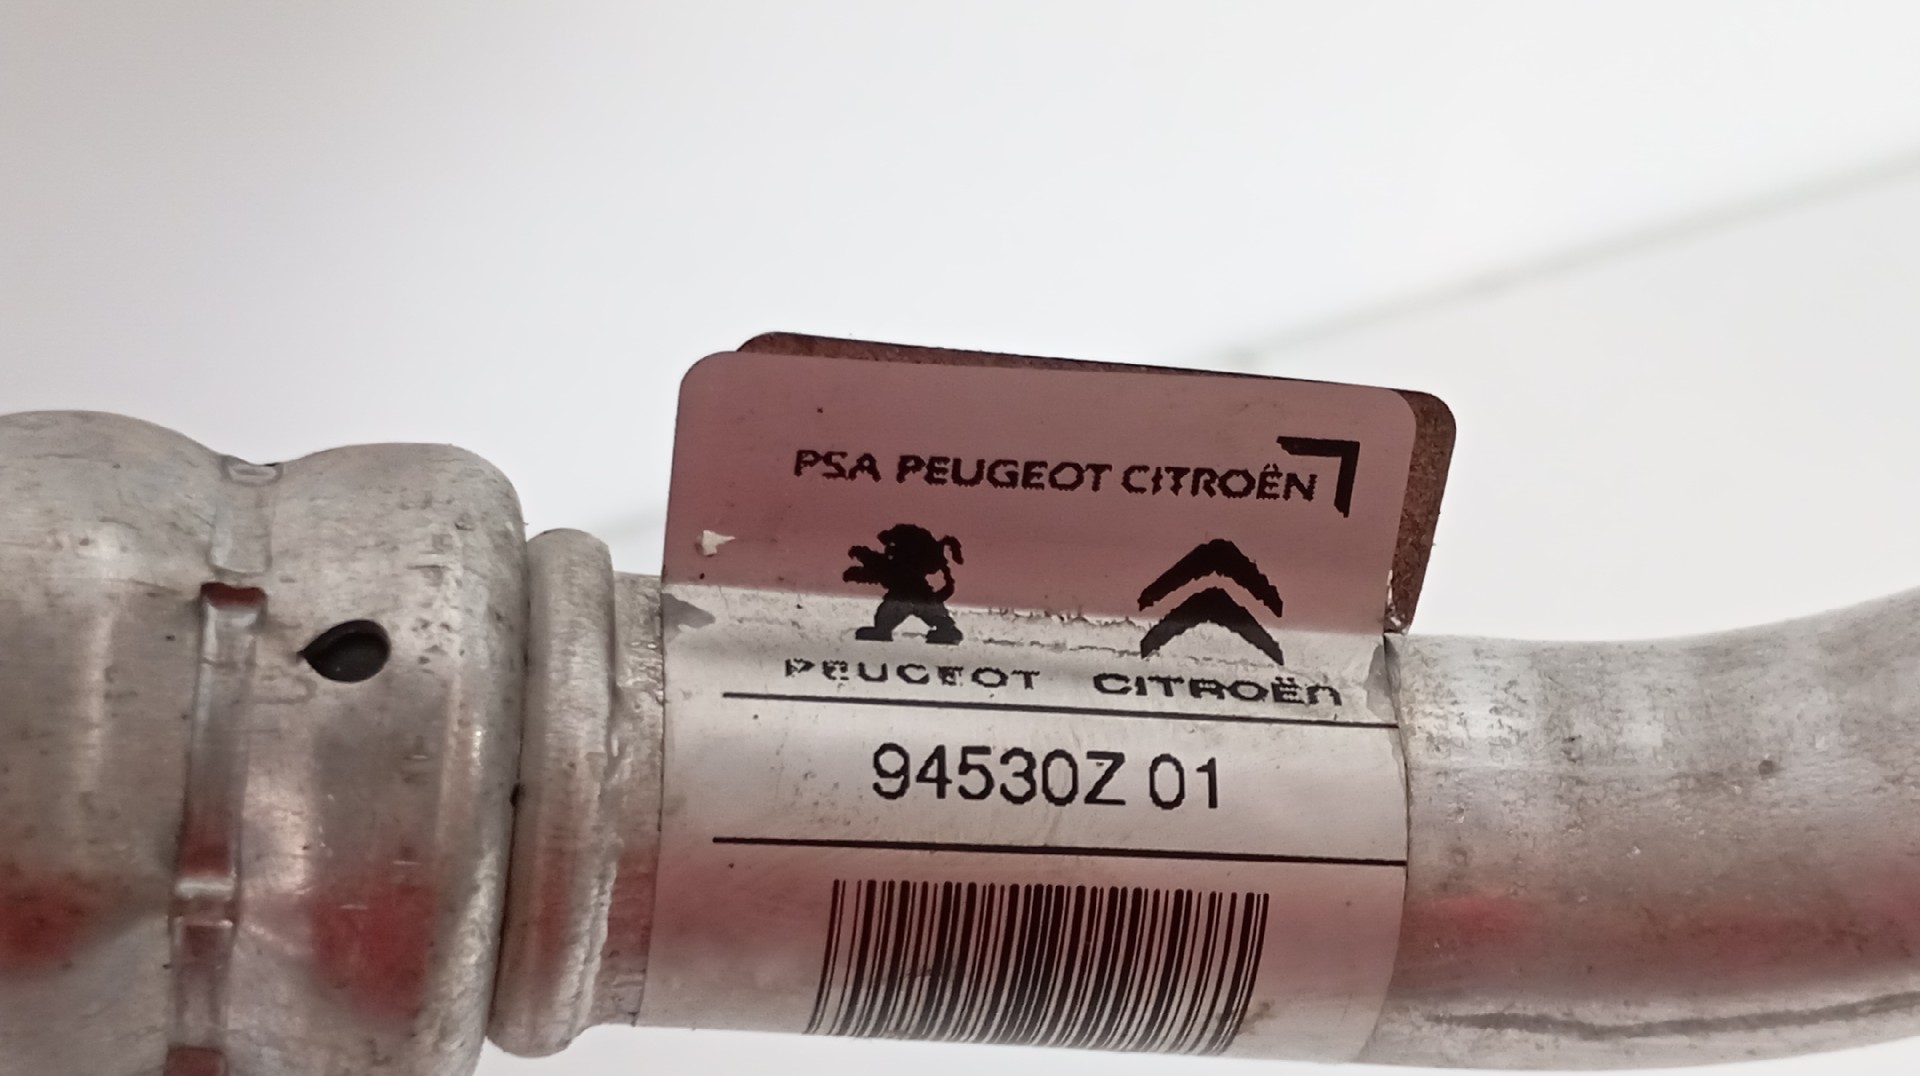 PSA PEUGEOT CITROËN
PEUGEOT CITROËn
94530Z 01